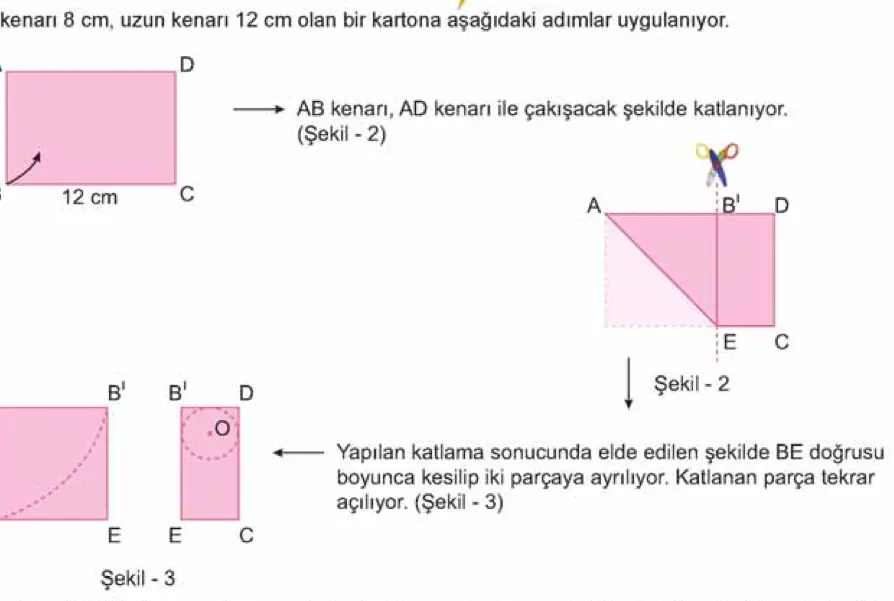 kenarı 8 cm, uzun kenarı 12 cm olan bir kartona aşağıdaki adımlar uygulanıyor.
D
AB kenarı, AD kenarı ile çakışacak şekilde katlanıyor.
(Şekil - 2)
12 cm
C
A
B'
D
E
C
Şekil - 2
B'
B'
D
O
Yapılan katlama sonucunda elde edilen şekilde BE doğrusu
boyunca kesilip iki parçaya ayrılıyor. Katlanan parça tekrar
açılıyor. (Şekil - 3)
E
E
C
Şekil - 3